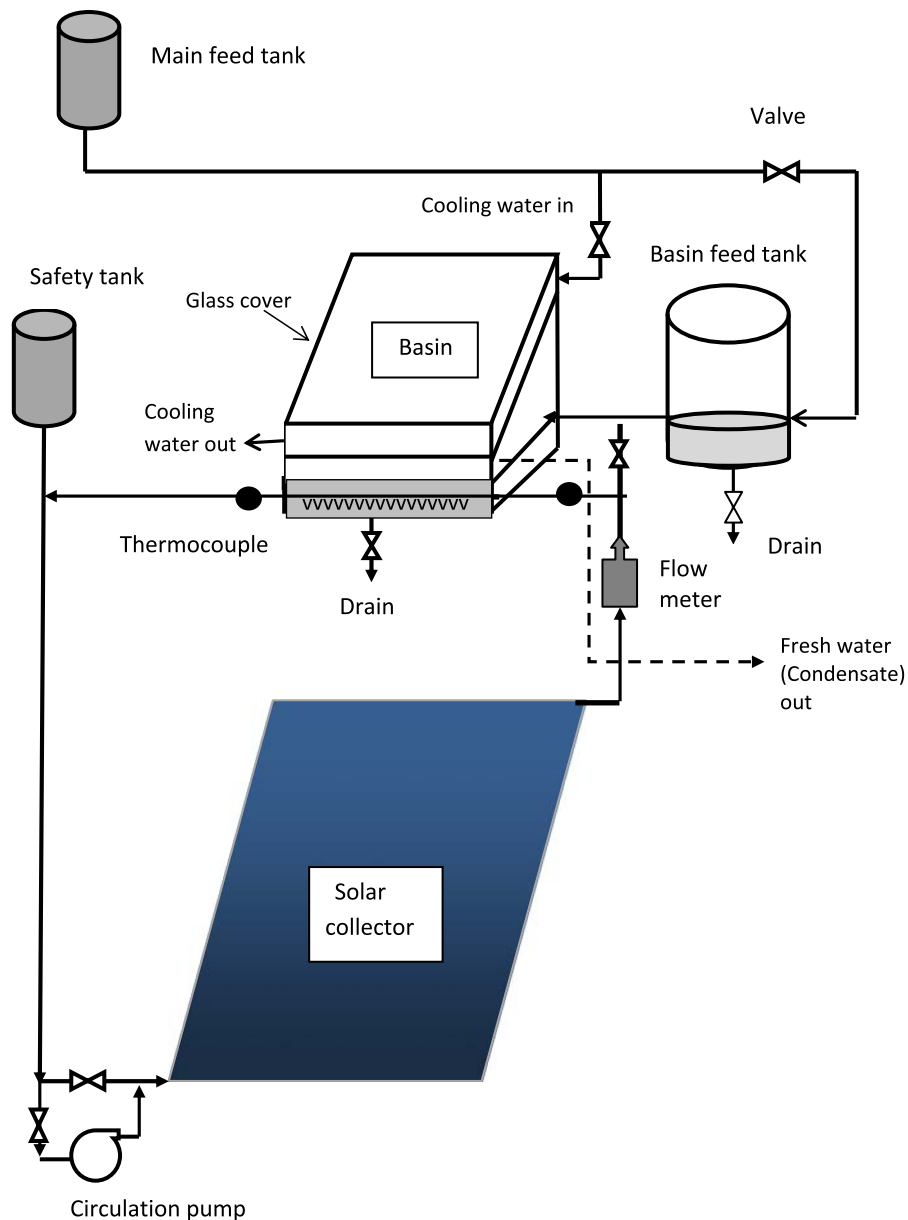 Main feed tank
Valve
Cooling water in
Basin feed tank
Safety tank
Glass cover
Basin
Cooling
water out
VVVVVVVVVVVVVVVV
Thermocouple
Drain
Drain
Flow
meter
Fresh water
(Condensate)
out
Solar
collector
Circulation pump